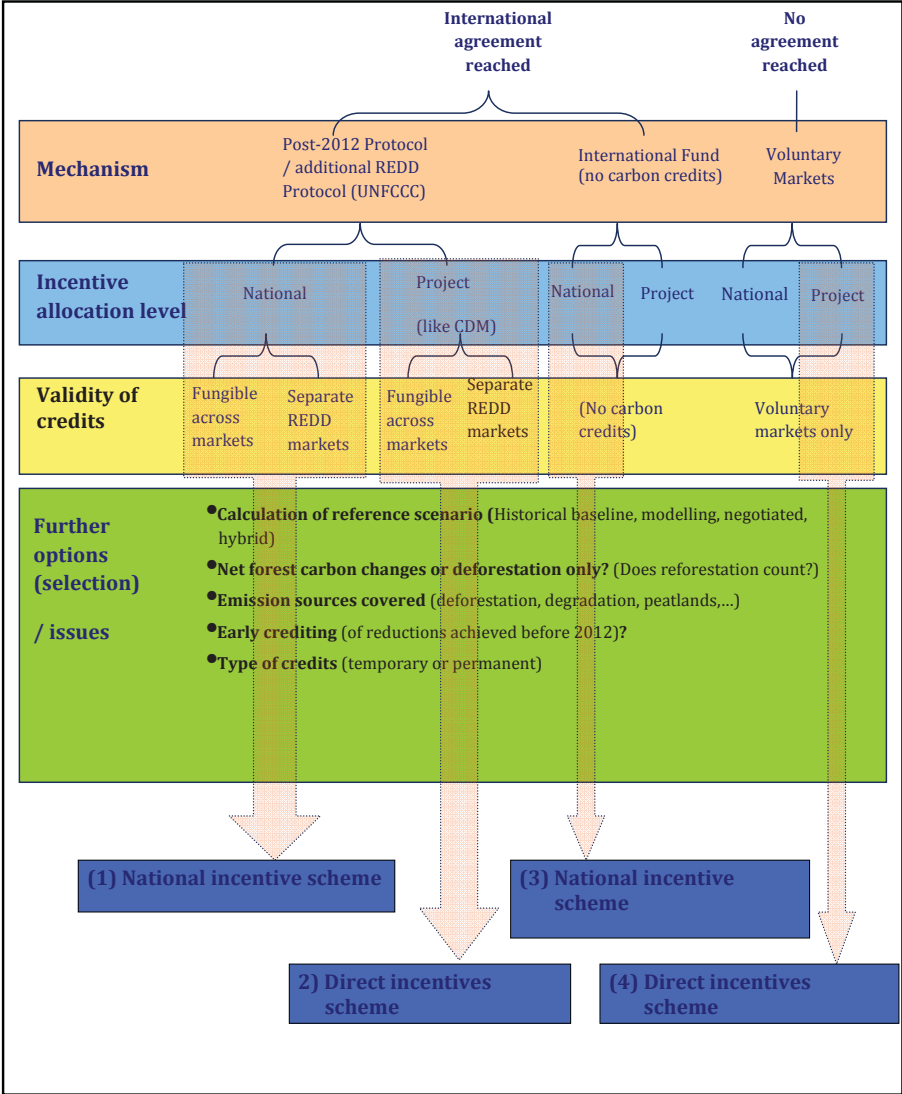 International
agreement
reached
No
agreement
reached
Mechanism
Post-2012 Protocol
/ additional REDD
Protocol (UNFCCC)
International Fund
(no carbon credits)
Voluntary
Markets
Incentive
allocation level
National
Project
(like CDM)
National
Project
National
Project
Validity of
credits
Fungible
across
markets
Separate
REDD
markets
Fungible
across
markets
Separate
REDD
markets
(No carbon
credits)
Voluntary
markets only
Further
options
(selection)
/ issues
•Calculation of reference scenario (Historical baseline, modelling, negotiated,
hybrid)
•Net forest carbon changes or deforestation only? (Does reforestation count?)
•Emission sources covered (deforestation, degradation, peatlands,...)
•Early crediting (of reductions achieved before 2012)?
•Type of credits (temporary or permanent)
(1) National incentive scheme
(3) National incentive
scheme
2) Direct incentives
scheme
(4) Direct incentives
scheme